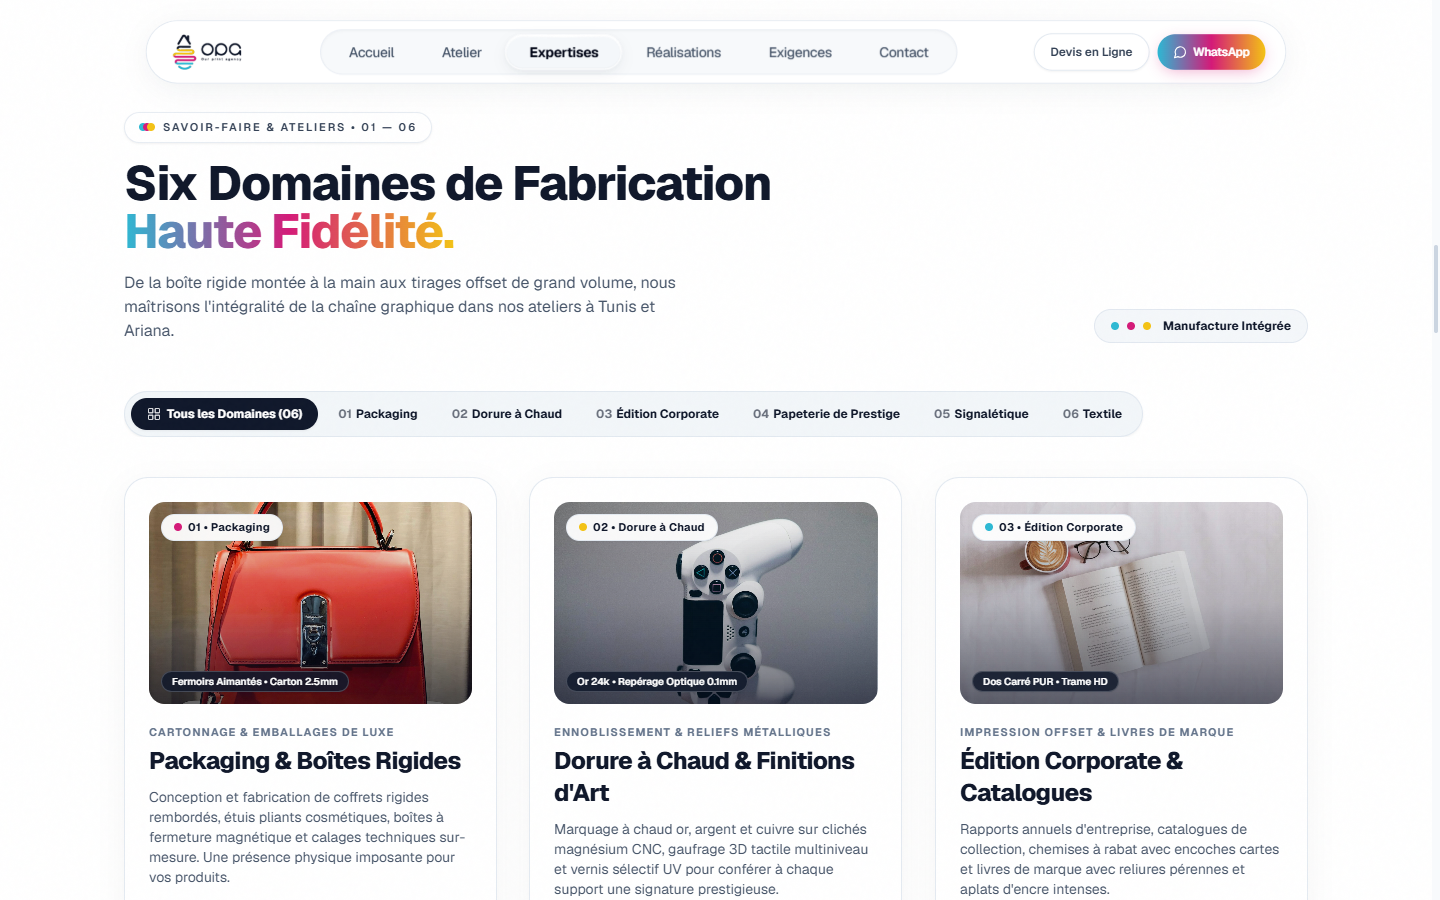 opa
Our print agency
Accueil
Atelier
Expertises
Réalisations
Exigences
Contact
Devis en Ligne
WhatsApp
SAVOIR-FAIRE & ATELIERS • 01 — 06
Six Domaines de Fabrication
Haute Fidélité.
De la boîte rigide montée à la main aux tirages offset de grand volume, nous
maîtrisons l'intégralité de la chaîne graphique dans nos ateliers à Tunis et
Ariana.
Manufacture Intégrée
Tous les Domaines (06)
01 Packaging
02 Dorure à Chaud
03 Édition Corporate
04 Papeterie de Prestige
05 Signalétique
06 Textile
01 • Packaging
Fermoirs Aimantés • Carton 2.5mm
CARTONNAGE & EMBALLAGES DE LUXE
Packaging & Boîtes Rigides
Conception et fabrication de coffrets rigides
rembordés, étuis pliants cosmétiques, boîtes à
fermeture magnétique et calages techniques sur-
mesure. Une présence physique imposante pour
vos produits.
02 • Dorure à Chaud
Or 24k • Repérage Optique 0.1mm
ENNOBLISSEMENT & RELIEFS MÉTALLIQUES
Dorure à Chaud & Finitions
d'Art
Marquage à chaud or, argent et cuivre sur clichés
magnésium CNC, gaufrage 3D tactile multiniveau
et vernis sélectif UV pour conférer à chaque
support une signature prestigieuse.
03 • Édition Corporate
Dos Carré PUR • Trame HD
IMPRESSION OFFSET & LIVRES DE MARQUE
Édition Corporate &
Catalogues
Rapports annuels d'entreprise, catalogues de
collection, chemises à rabat avec encoches cartes
et livres de marque avec reliures pérennes et
aplats d'encre intenses.